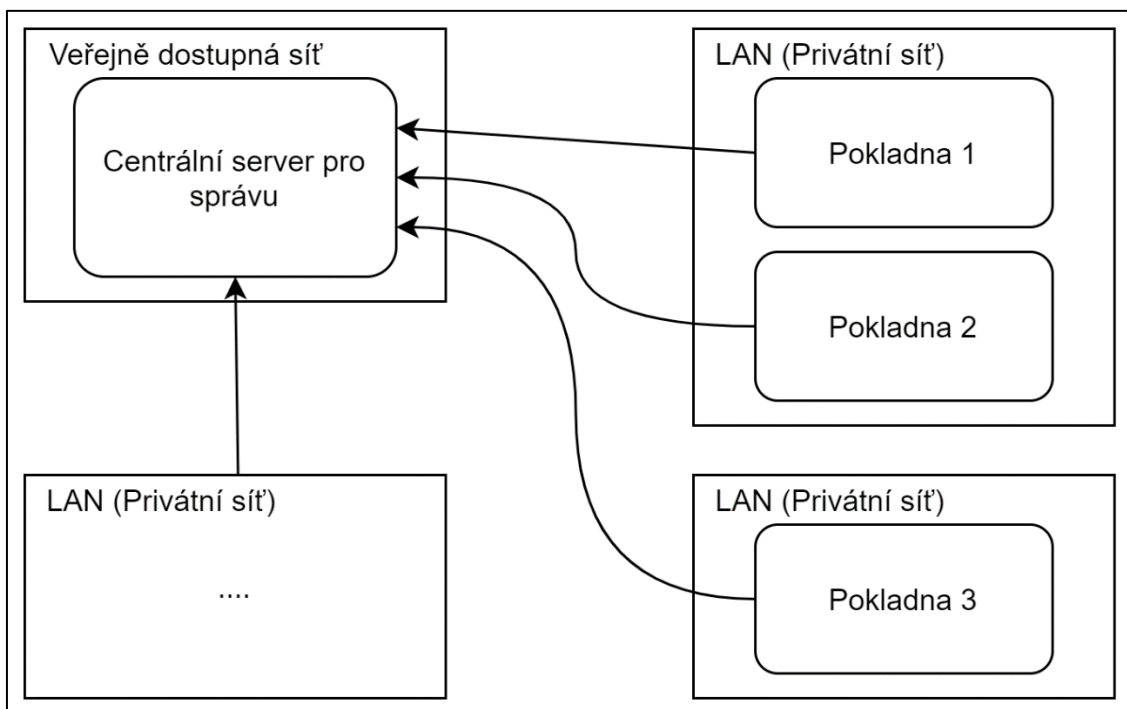 Veřejně dostupná síť
Centrální server pro
správu
LAN (Privátní síť)
Pokladna 1
Pokladna 2
LAN (Privátní síť)
....
LAN (Privátní síť)
Pokladna 3